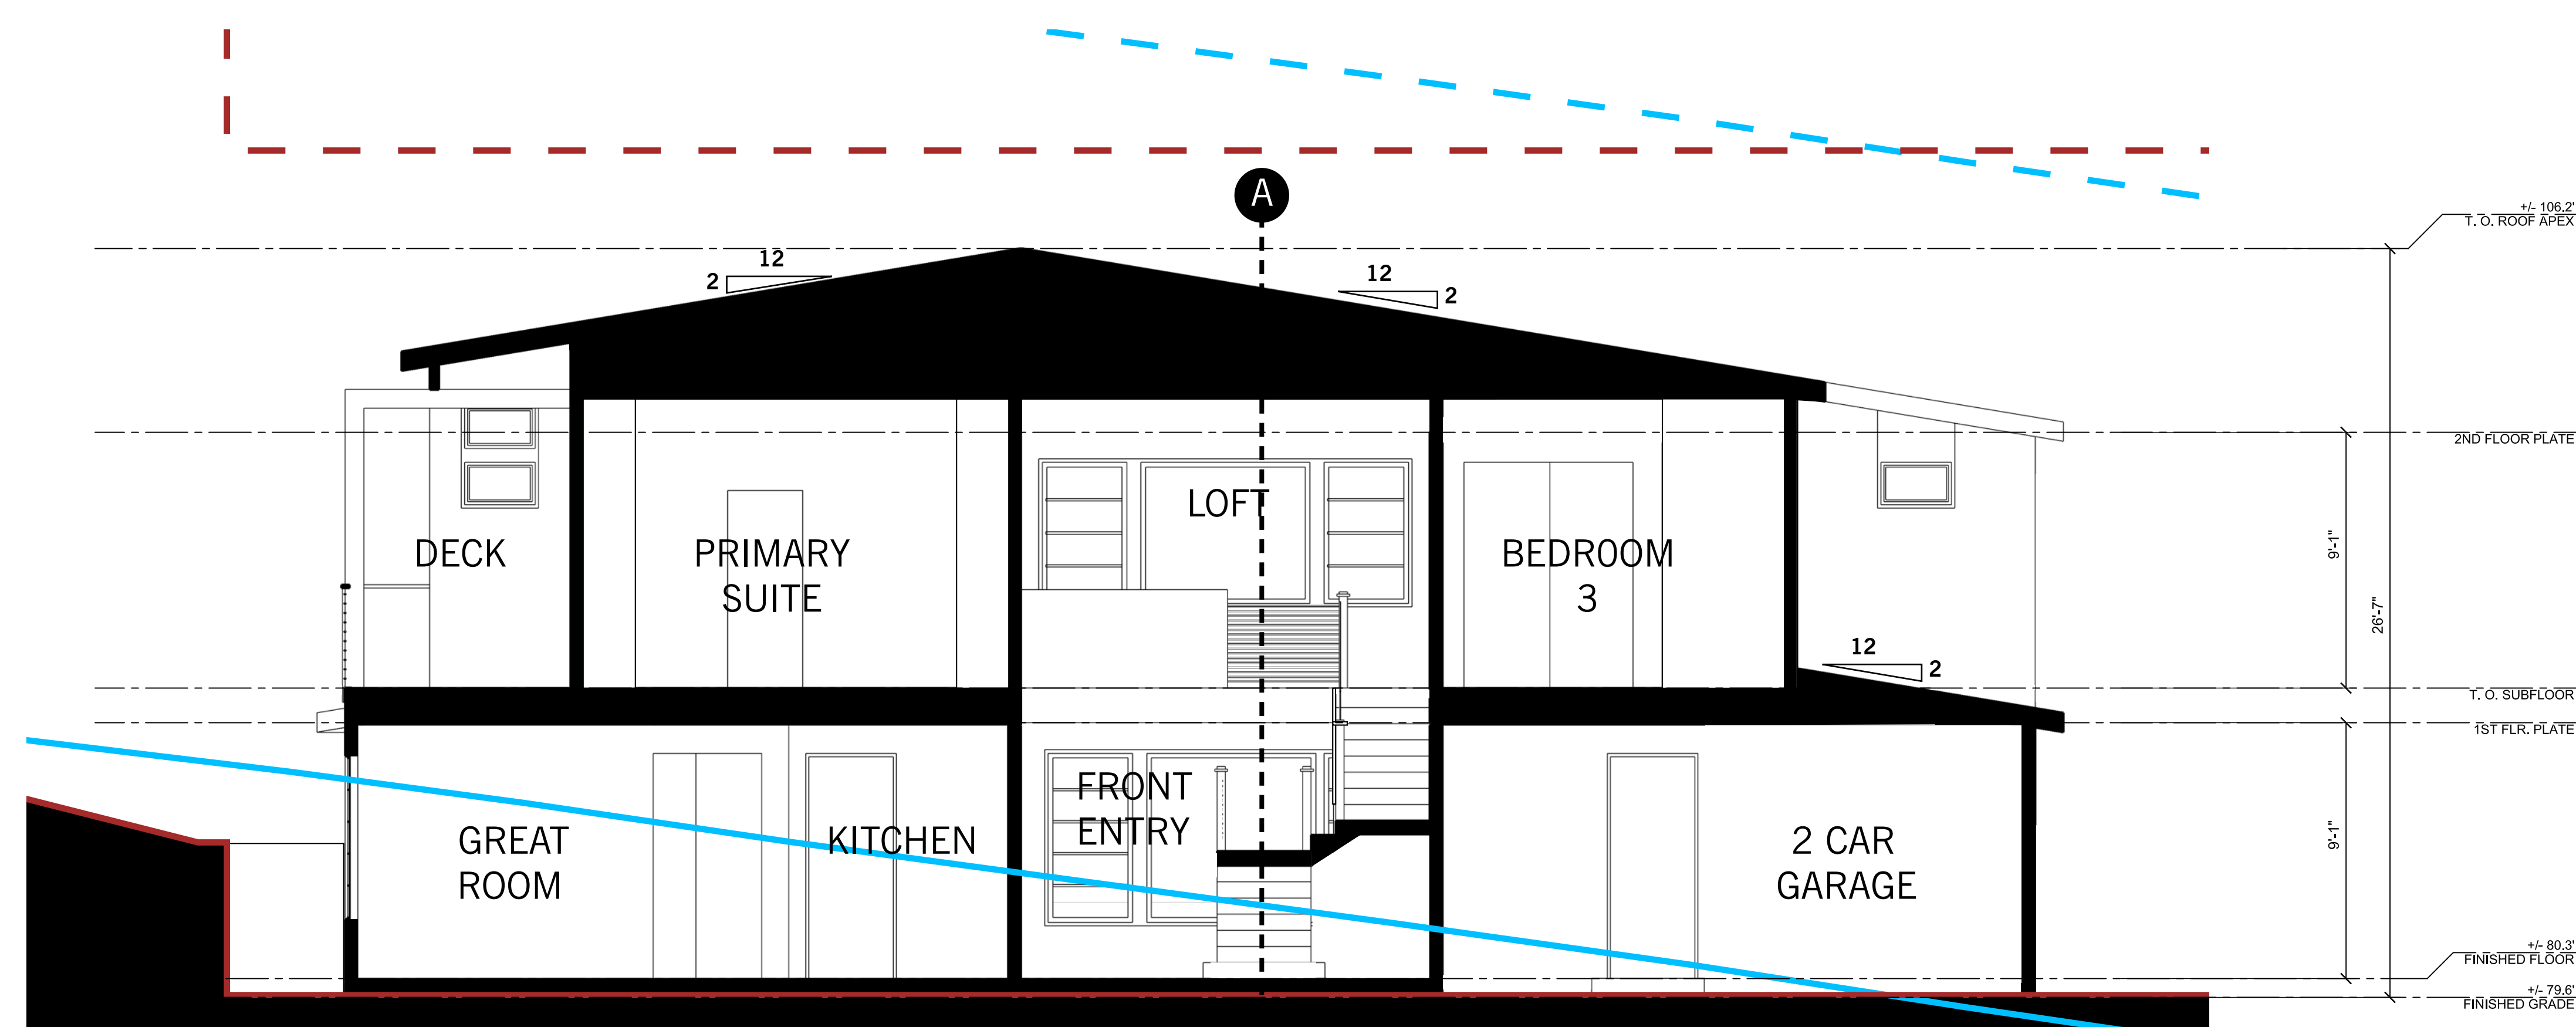 A
+/- 106.2'
T. O. ROOF APEX
12
2
12
2
2ND FLOOR PLATE
LOFT
DECK
PRIMARY
SUITE
BEDROOM
3
9'-1"
26'-7"
12
2
T. O. SUBFLOOR
1ST FLR. PLATE
FRONT
ENTRY
GREAT
ROOM
KITCHEN
2 CAR
GARAGE
9'-1"
+/- 80.3'
FINISHED FLOOR
+/- 79.6'
FINISHED GRADE